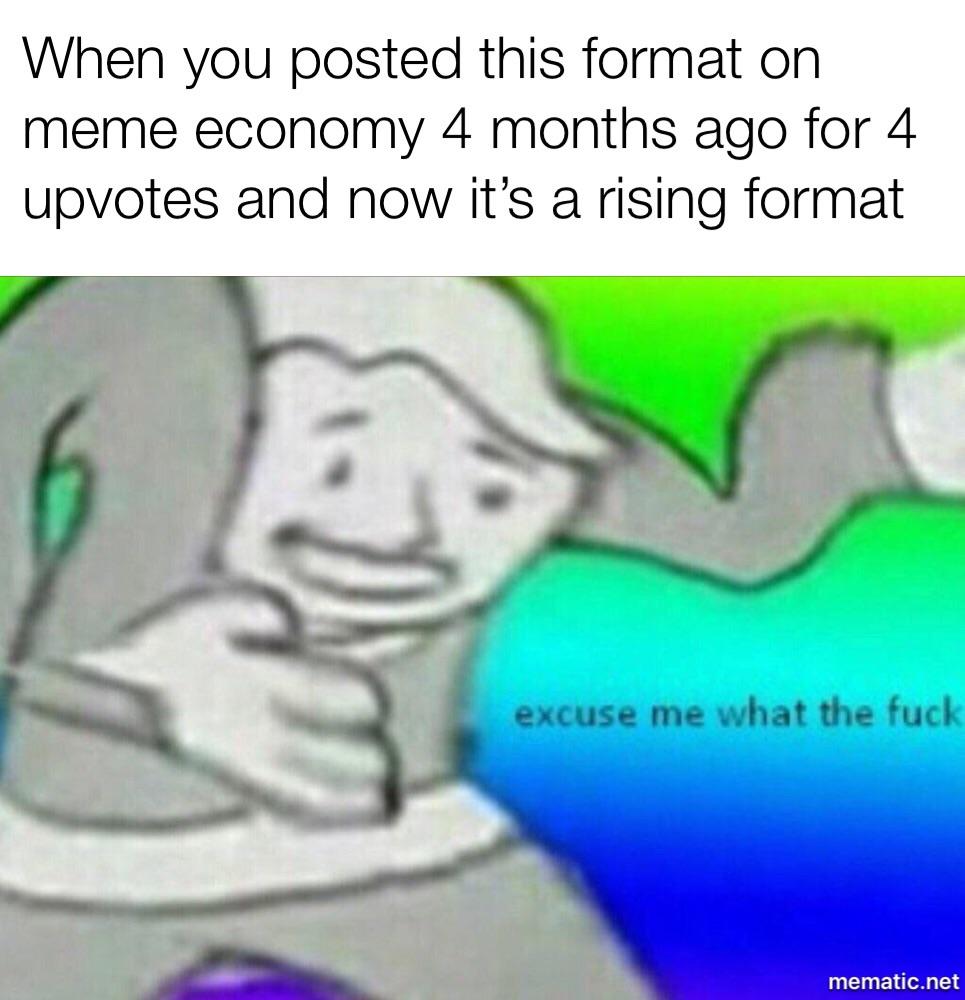 When you posted this format on
meme economy 4 months ago for 4
upvotes and now it’s a rising format
excuse me what the fuck
mematic.net